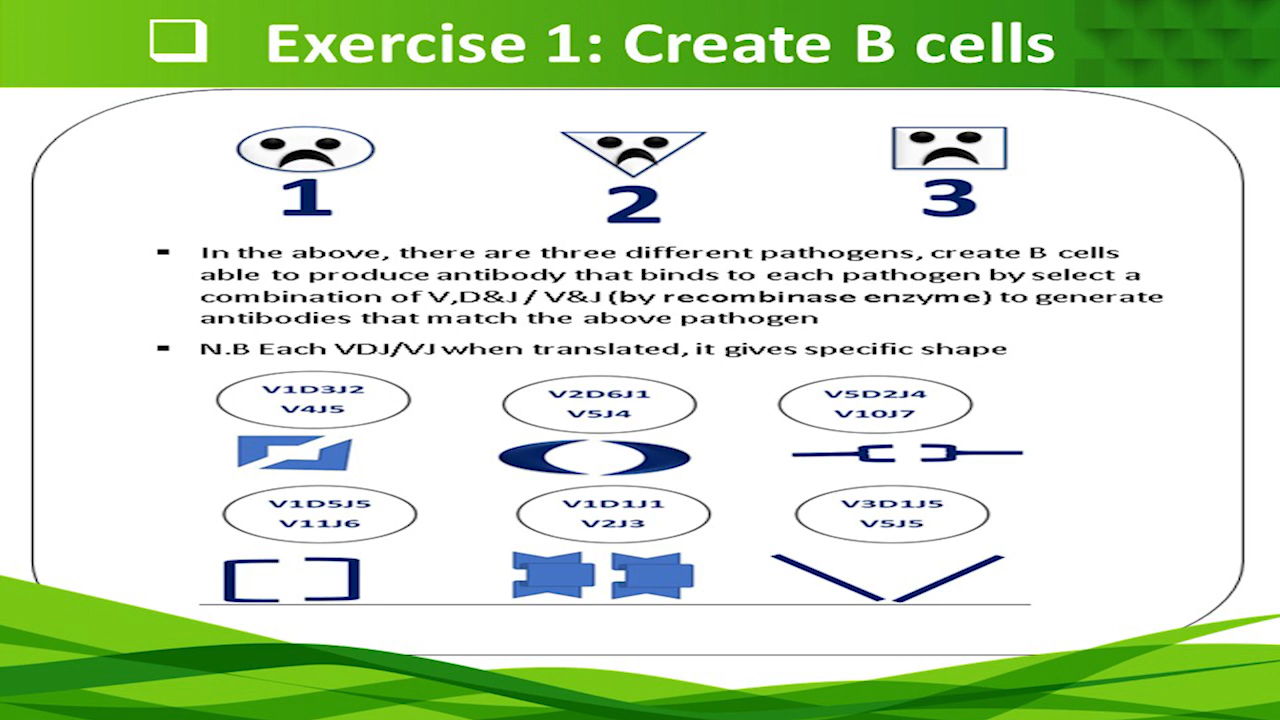 Exercise 1: Create B cells
1
2
3
In the above, there are three different pathogens, create B cells
able to produce antibody that binds to each pathogen by select a
combination of V,D&J / V&J (by recombinase enzyme) to generate
antibodies that match the above pathogen
N.B Each VDJ/VJ when translated, it gives specific shape
V1D3J2
V4J5
V2D6J1
V5J4
V5D2J4
V10J7
V1D5J5
V11J6
V1D1J1
V2J3
V3D1J5
V5J5